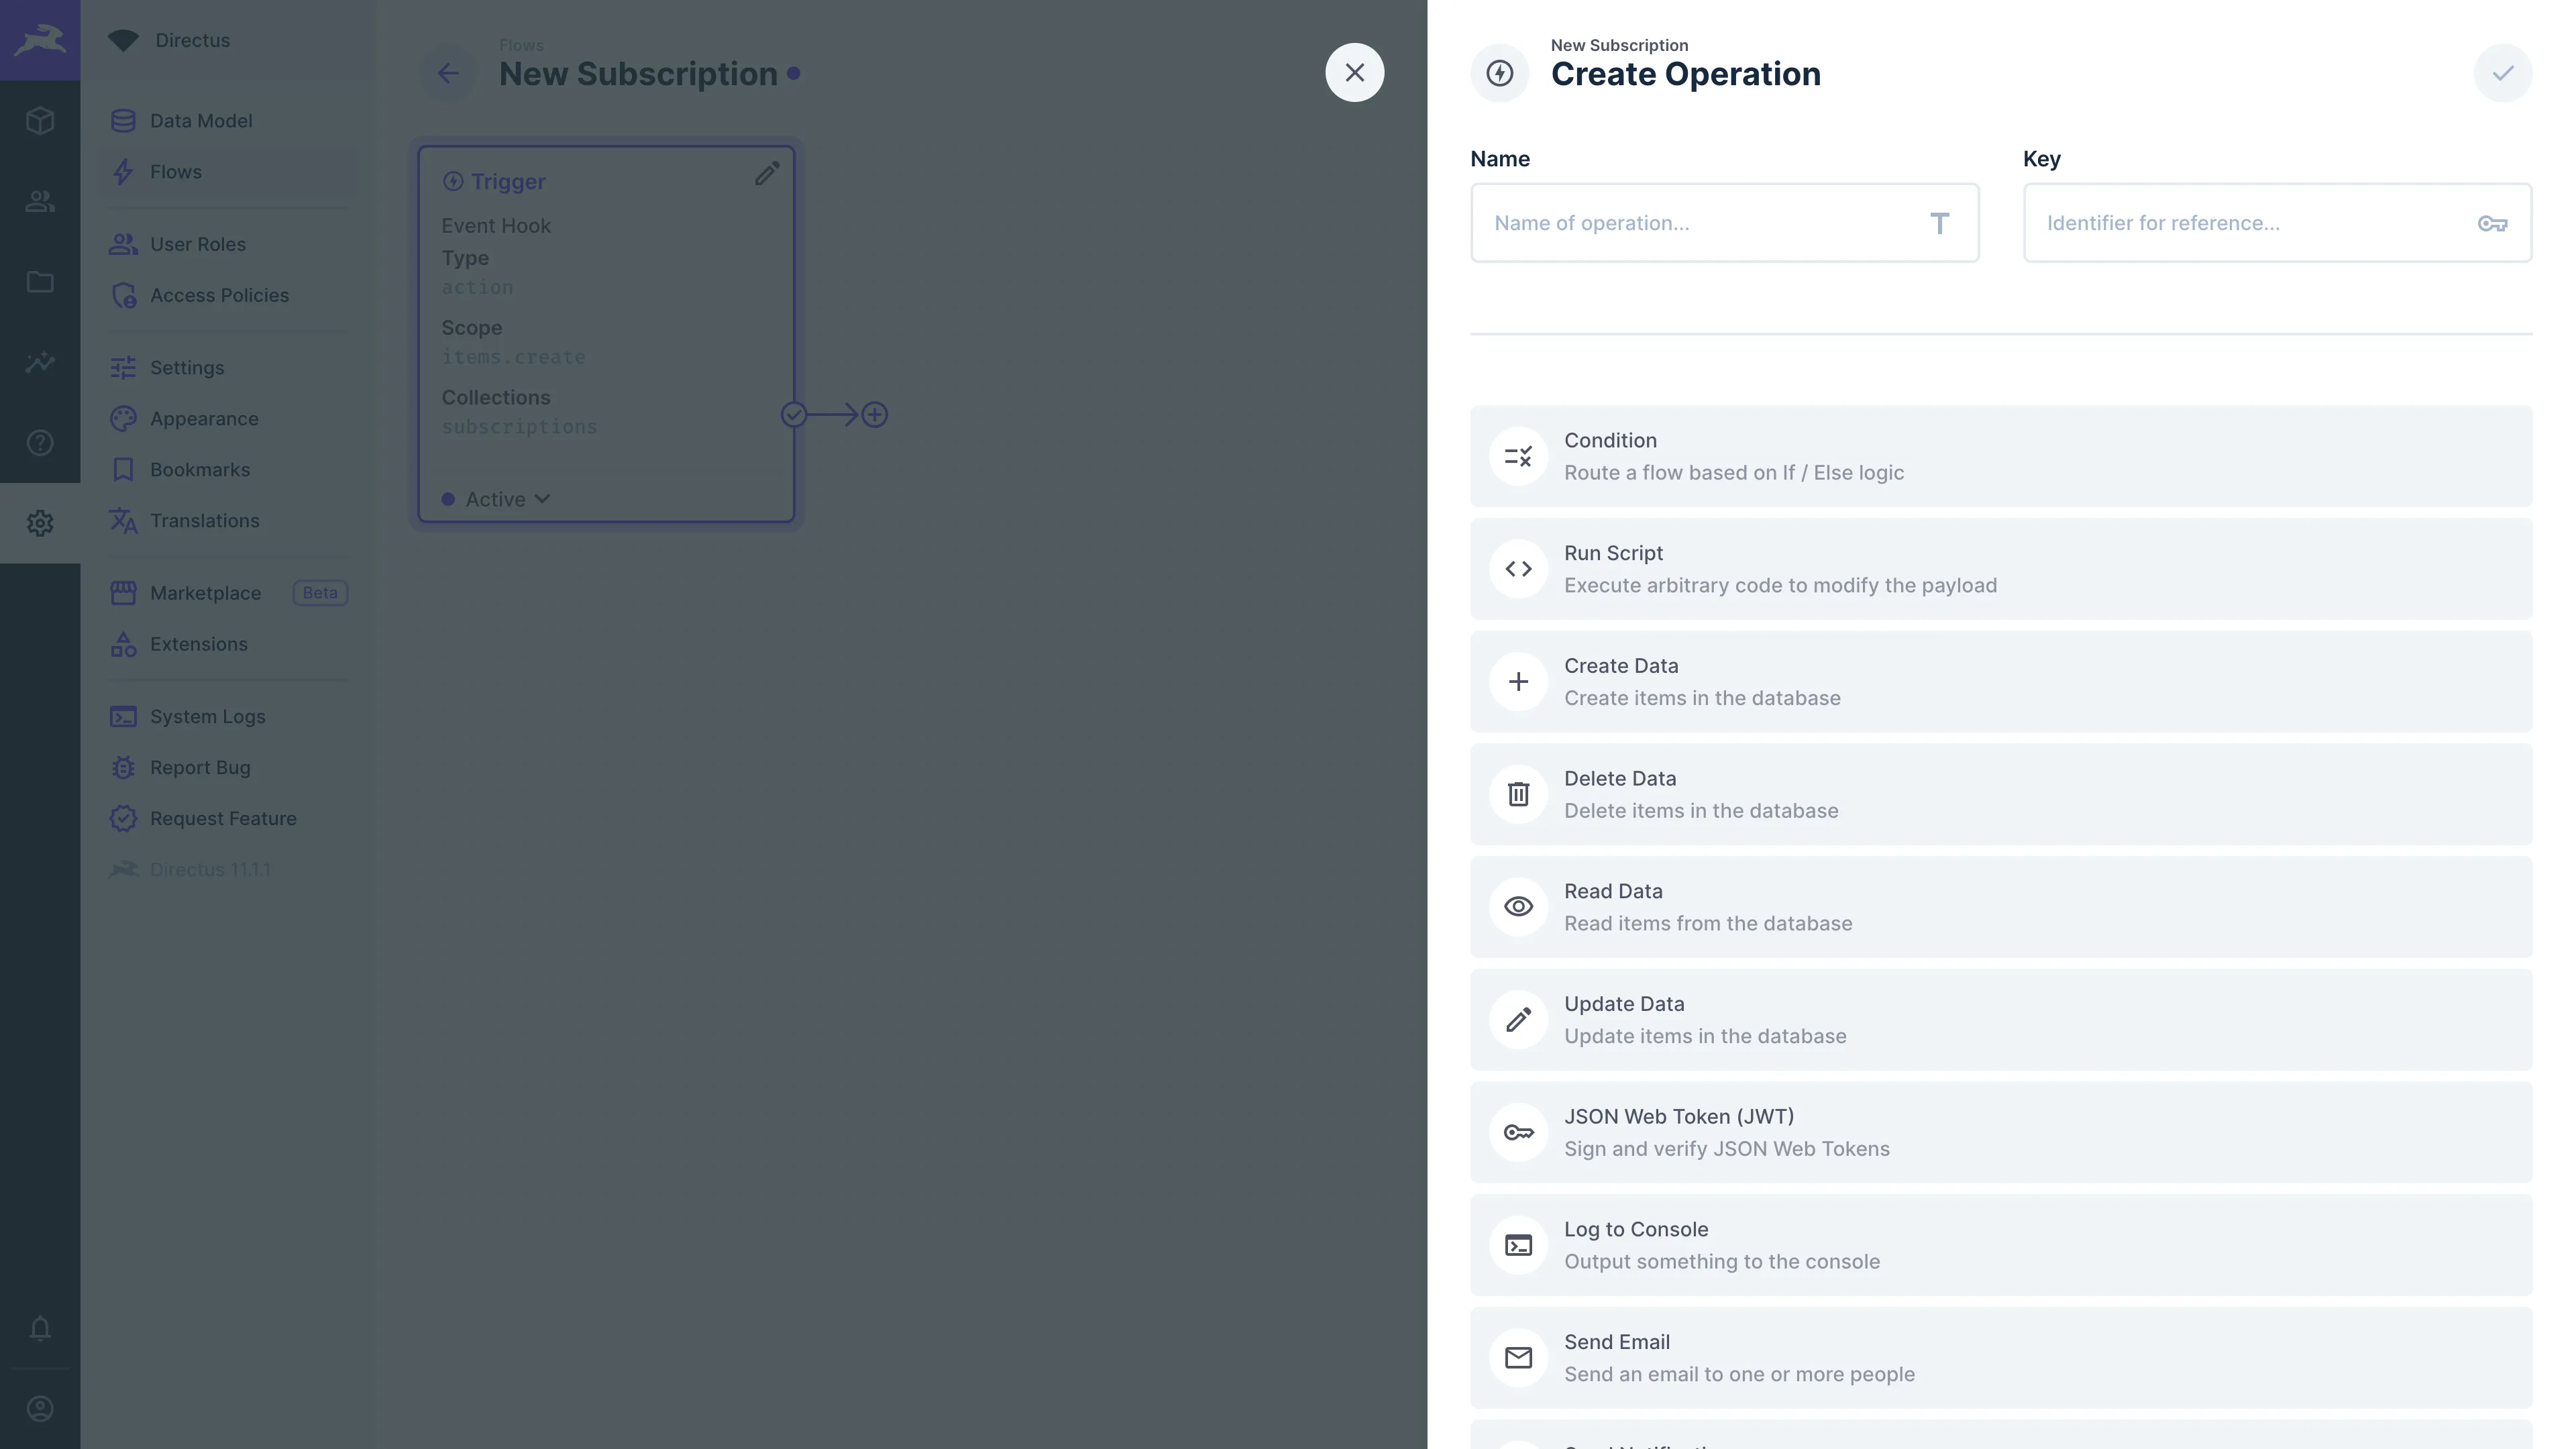 Directus
Data Model
Flows
User Roles
Access Policies
Settings
Appearance
Bookmarks
Translations
Marketplace Beta
Extensions
System Logs
Report Bug
Request Feature
Directus 11.1.1
Flows
New Subscription
Trigger
Event Hook
Type
action
Scope
items.create
Collections
subscriptions
Active
New Subscription
Create Operation
Name
Key
Name of operation...
Identifier for reference...
Condition
Route a flow based on If / Else logic
Run Script
Execute arbitrary code to modify the payload
Create Data
Create items in the database
Delete Data
Delete items in the database
Read Data
Read items from the database
Update Data
Update items in the database
JSON Web Token (JWT)
Sign and verify JSON Web Tokens
Log to Console
Output something to the console
Send Email
Send an email to one or more people